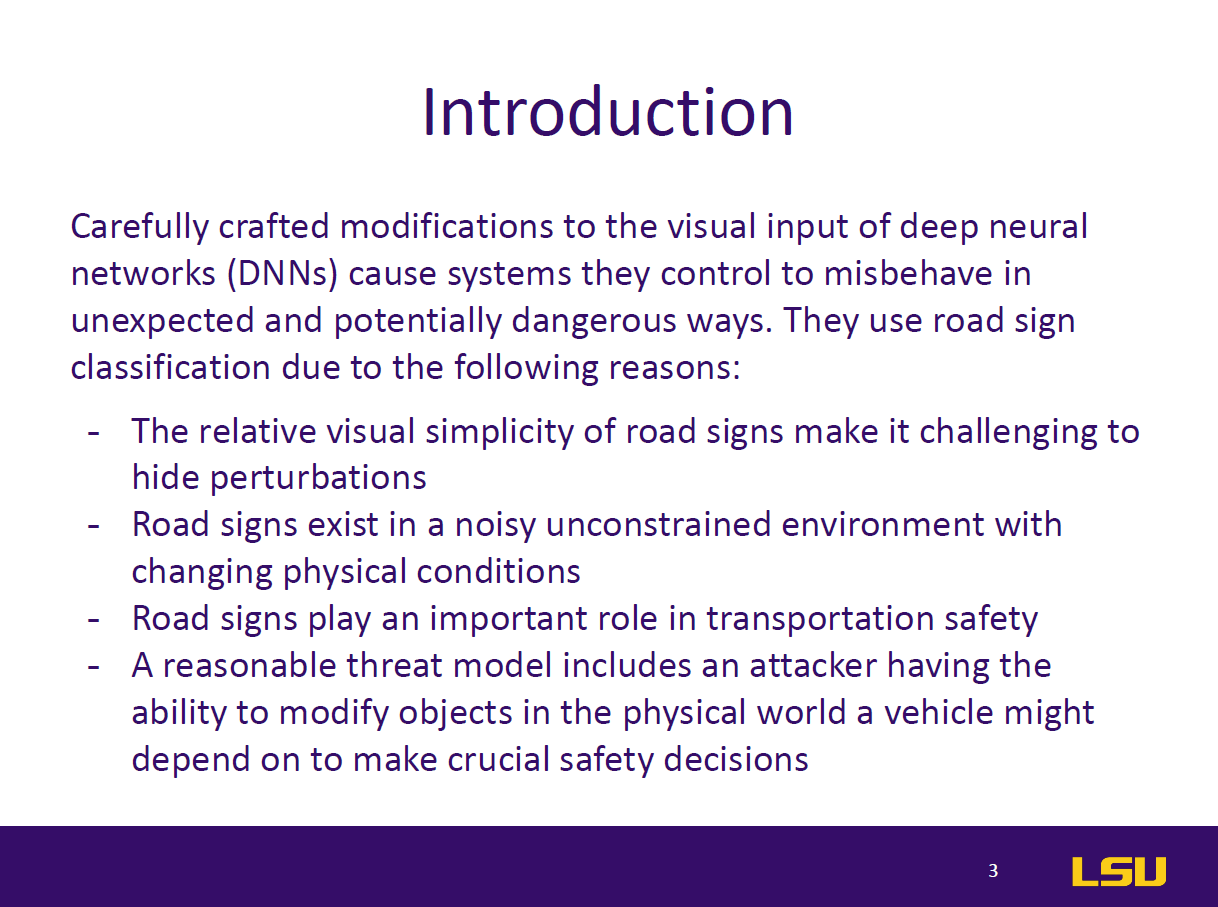 Introduction
Carefully crafted modifications to the visual input of deep neural
networks (DNNs) cause systems they control to misbehave in
unexpected and potentially dangerous ways. They use road sign
classification due to the following reasons:
- The relative visual simplicity of road signs make it challenging to
hide perturbations
- Road signs exist in a noisy unconstrained environment with
changing physical conditions
- Road signs play an important role in transportation safety
- A reasonable threat model includes an attacker having the
ability to modify objects in the physical world a vehicle might
depend on to make crucial safety decisions
3
LSU